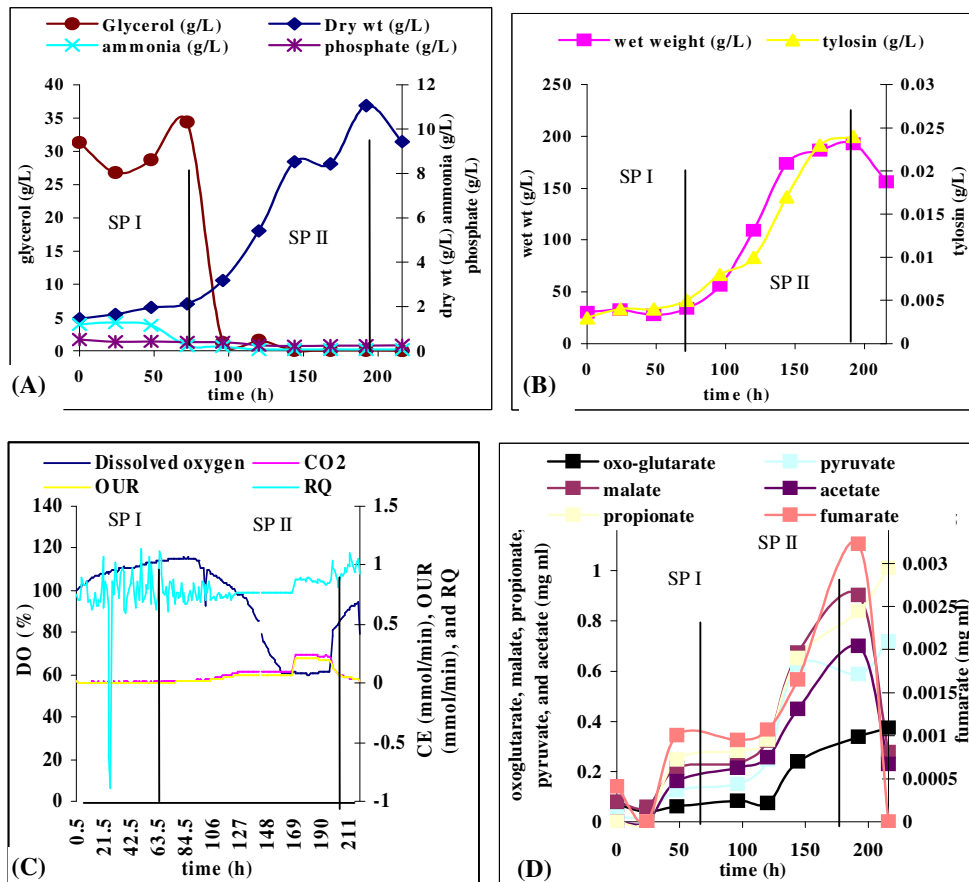 Glycerol (g/L) Dry wt (g/L)
ammonia (g/L) phosphate (g/L)
40
35
30
25
20
15
10
5
0
12
10
8
6
4
2
0
glycerol (g/L)
dry wt (g/L) ammonia (g/L)
phosphate (g/L)
SP I
SP II
0 50 100 150 200
time (h)
(A)
wet weight (g/L) tylosin (g/L)
250
200
150
100
50
0
0.030
0.025
0.020
0.015
0.010
0.005
0.000
wet wt (g/L)
tylosin (g/L)
SP I
SP II
0 50 100 150 200
time (h)
(B)
Dissolved oxygen CO2
OUR RQ
140
120
100
80
60
40
20
0
1.5
1
0.5
0
-0.5
-1
DO (%)
CE (mmol/min), OUR
(mmol/min), and RQ
SP I
SP II
0.5 21.5 42.5 63.5 84.5 106 127 148 169 190 211
time (h)
(C)
oxo-glutarate pyruvate
malate acetate
propionate fumarate
1
0.8
0.6
0.4
0.2
0
0.003
0.0025
0.002
0.0015
0.001
0.0005
0
oxoglutarate, malate, propionate,
pyruvate, and acetate (mg ml)
fumarate (mg ml)
SP I
SP II
0 50 100 150 200
time (h)
(D)